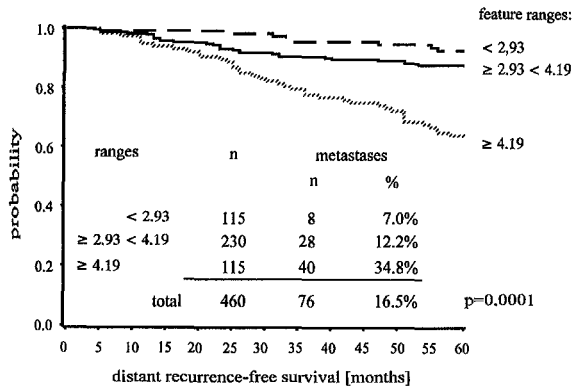 feature ranges:
1.0
< 2,93
≥ 2.93 < 4.19
0.8
≥ 4.19
0.6
ranges n metastases
n %
0.4
< 2.93 115 8 7.0%
≥ 2.93 < 4.19 230 28 12.2%
0.2
≥ 4.19 115 40 34.8%
total 460 76 16.5% p=0,0001
0.0
probability
0 5 10 15 20 25 30 35 40 45 50 55 60
distant recurrence-free survival [months]